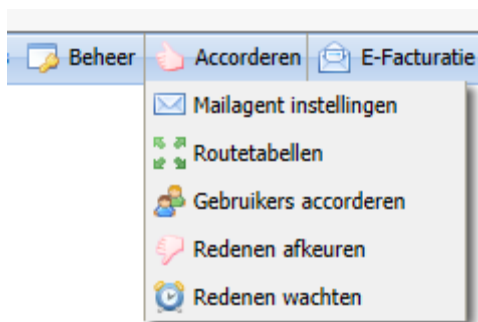 Beheer Accorderen E-Facturatie
Mailagent instellingen
Routetabellen
Gebruikers accorderen
Redenen afkeuren
Redenen wachten